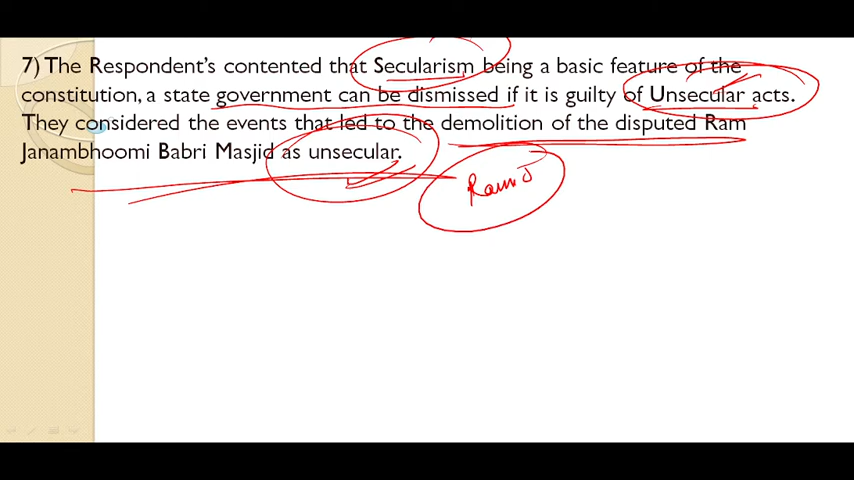 7) The Respondent's contented that Secularism being a basic feature of the
constitution, a state government can be dismissed if it is guilty of Unsecular acts.
They considered the events that led to the demolition of the disputed Ram
Janambhoomi Babri Masjid as unsecular.
Ram J